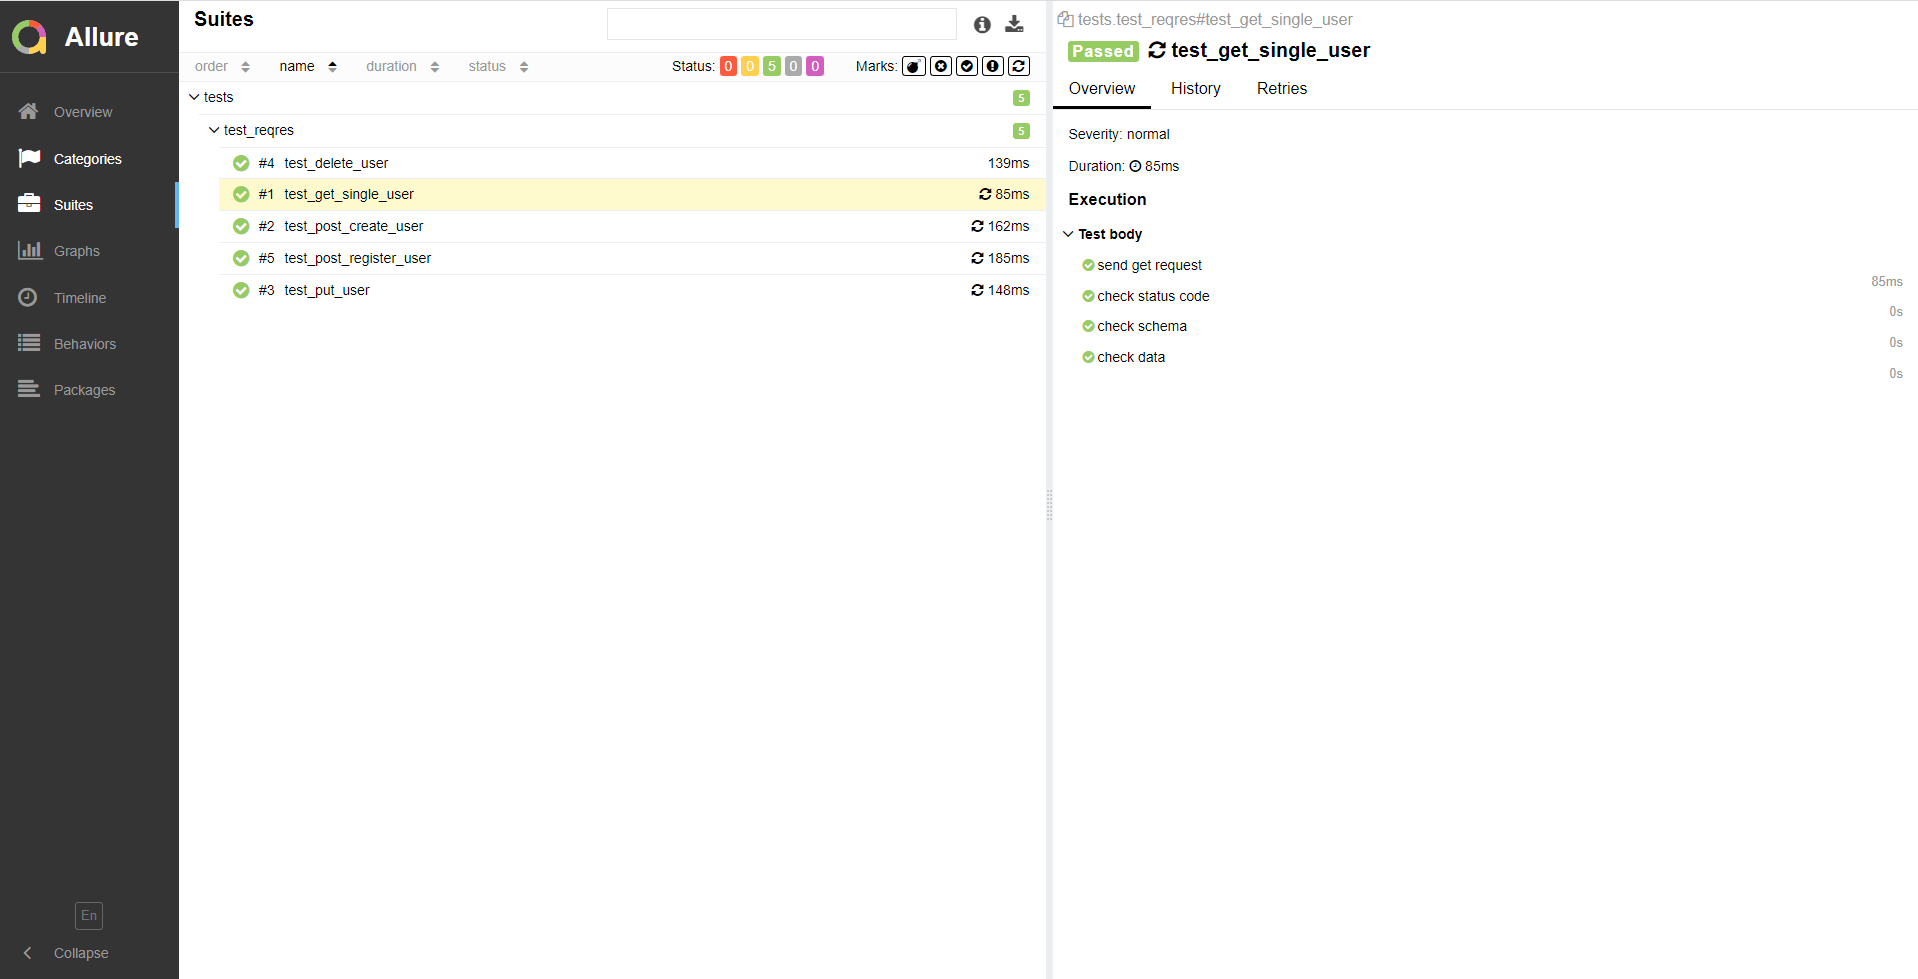 Allure
Overview
Categories
Suites
Graphs
Timeline
Behaviors
Packages
En
Collapse
Suites
order name duration status Status: 0 0 5 0 0 Marks:
tests 5
test_reqres 5
#4 test_delete_user 139ms
#1 test_get_single_user 85ms
#2 test_post_create_user 162ms
#5 test_post_register_user 185ms
#3 test_put_user 148ms
tests.test_reqres#test_get_single_user
Passed test_get_single_user
Overview History Retries
Severity: normal
Duration: 85ms
Execution
Test body
send get request
85ms
check status code
0s
check schema
0s
check data
0s